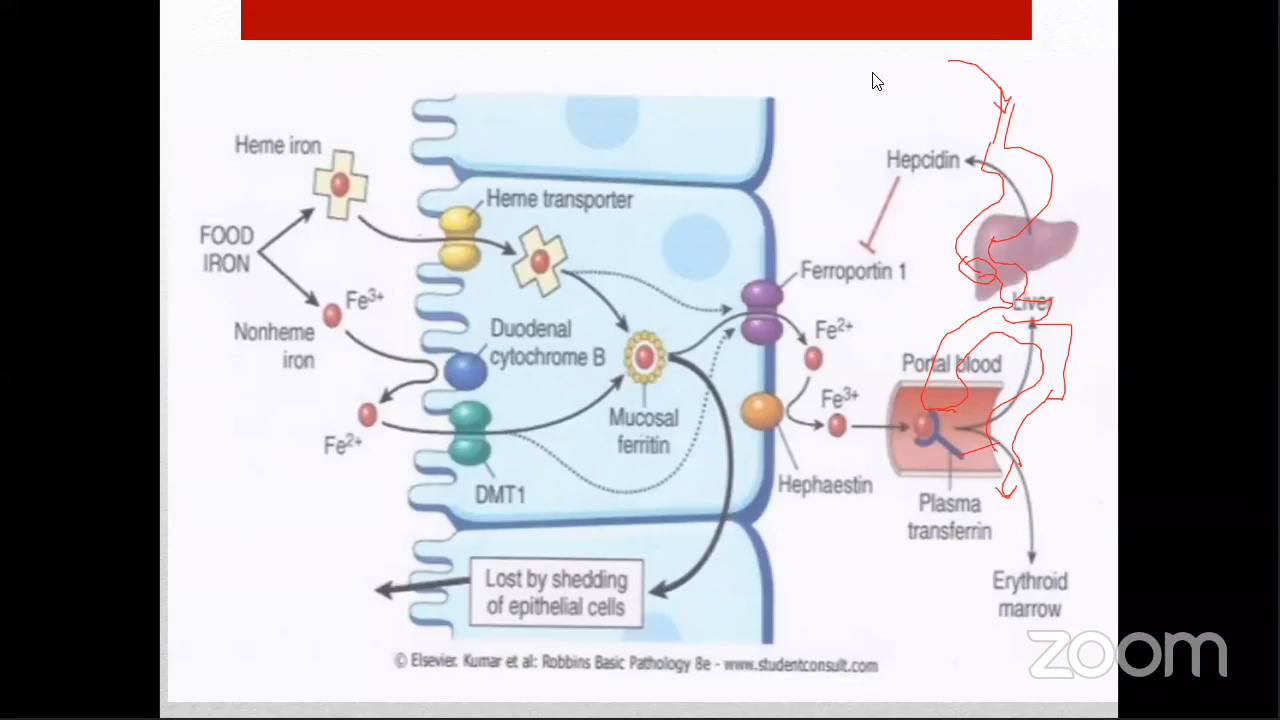 Heme iron
FOOD
IRON
Fe3+
Nonheme
iron
Fe2+
Heme transporter
Duodenal
cytochrome B
Mucosal
ferritin
DMT1
Lost by shedding
of epithelial cells
Hepcidin
Ferroportin 1
Fe2+
Fe3+
Hephaestin
Liver
Portal blood
Plasma
transferrin
Erythroid
marrow
© Elsevier. Kumar et al: Robbins Basic Pathology 8e - www.studentconsult.com
zoom